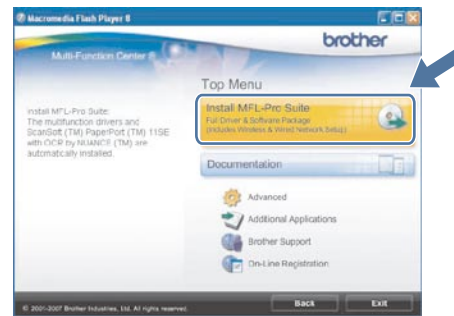 Macromedia Flash Player 8
brother
Multi-Function Center ®
Top Menu
Install MFL-Pro Suite:
The multifunction drivers and
ScanSoft (TM) PaperPort (TM) 11SE
with OCR by NUANCE (TM) are
automatically installed.
Install MFL-Pro Suite
Full Driver & Software Package
(Includes Wireless & Wired Network Setup)
Documentation
Advanced
Additional Applications
Brother Support
On-Line Registration
© 2001-2007 Brother Industries, Ltd. All rights reserved.
Back
Exit